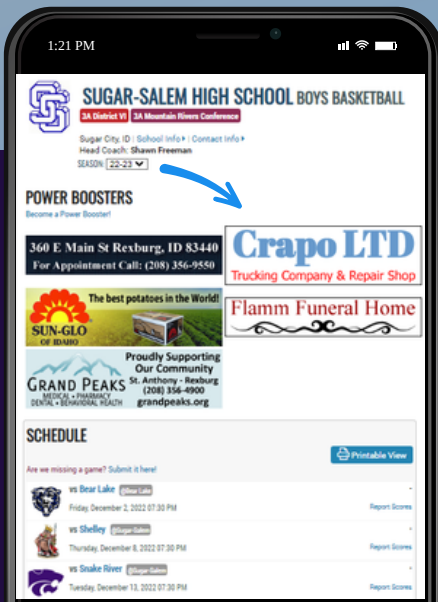 1:21 PM
SUGAR-SALEM HIGH SCHOOL BOYS BASKETBALL
3A District VI 3A Mountain Rivers Conference
Sugar City, ID | School Info | Contact Info
Head Coach: Shawn Freeman
SEASON: 22-23
POWER BOOSTERS
Become a Power Booster!
360 E Main St Rexburg, ID 83440
For Appointment Call: (208) 356-9550
Crapo LTD
Trucking Company & Repair Shop
The best potatoes in the World!
SUN-GLO
OF IDAHO
Flamm Funeral Home
Proudly Supporting
Our Community
St. Anthony - Rexburg
(208) 356-4900
grandpeaks.org
GRAND PEAKS
MEDICAL • PHARMACY
DENTAL • BEHAVIORAL HEALTH
SCHEDULE
Printable View
Are we missing a game? Submit it here!
vs Bear Lake @Bear Lake
-
Friday, December 2, 2022 07:30 PM
Report Scores
vs Shelley @Sugar-Salem
-
Thursday, December 8, 2022 07:30 PM
Report Scores
vs Snake River @Sugar-Salem
-
Tuesday, December 13, 2022 07:30 PM
Report Scores